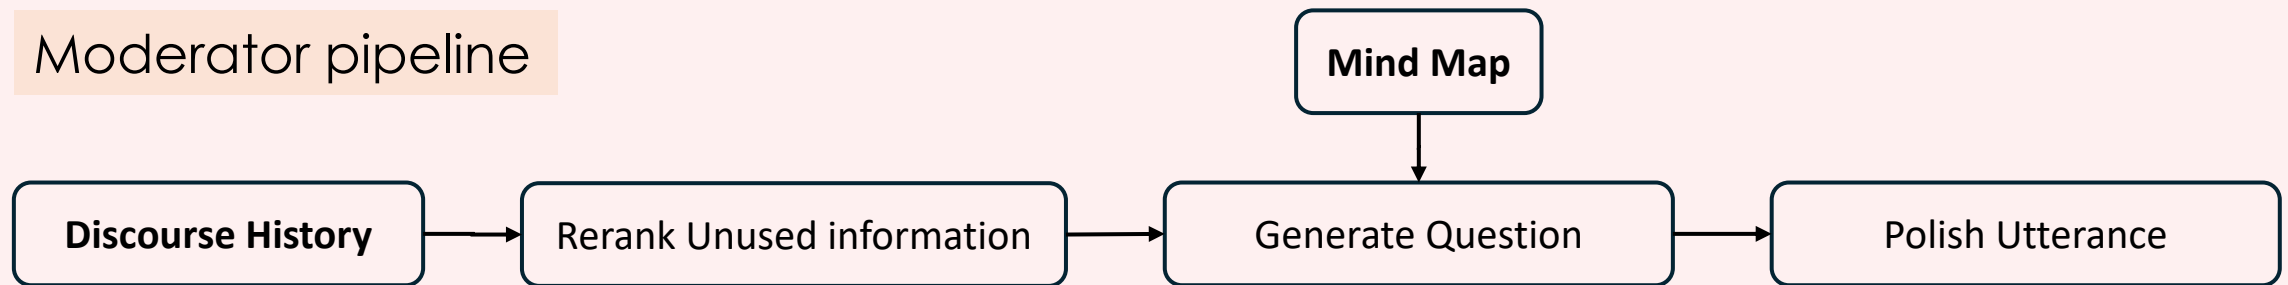 Moderator pipeline
Mind Map
Discourse History
Rerank Unused information
Generate Question
Polish Utterance